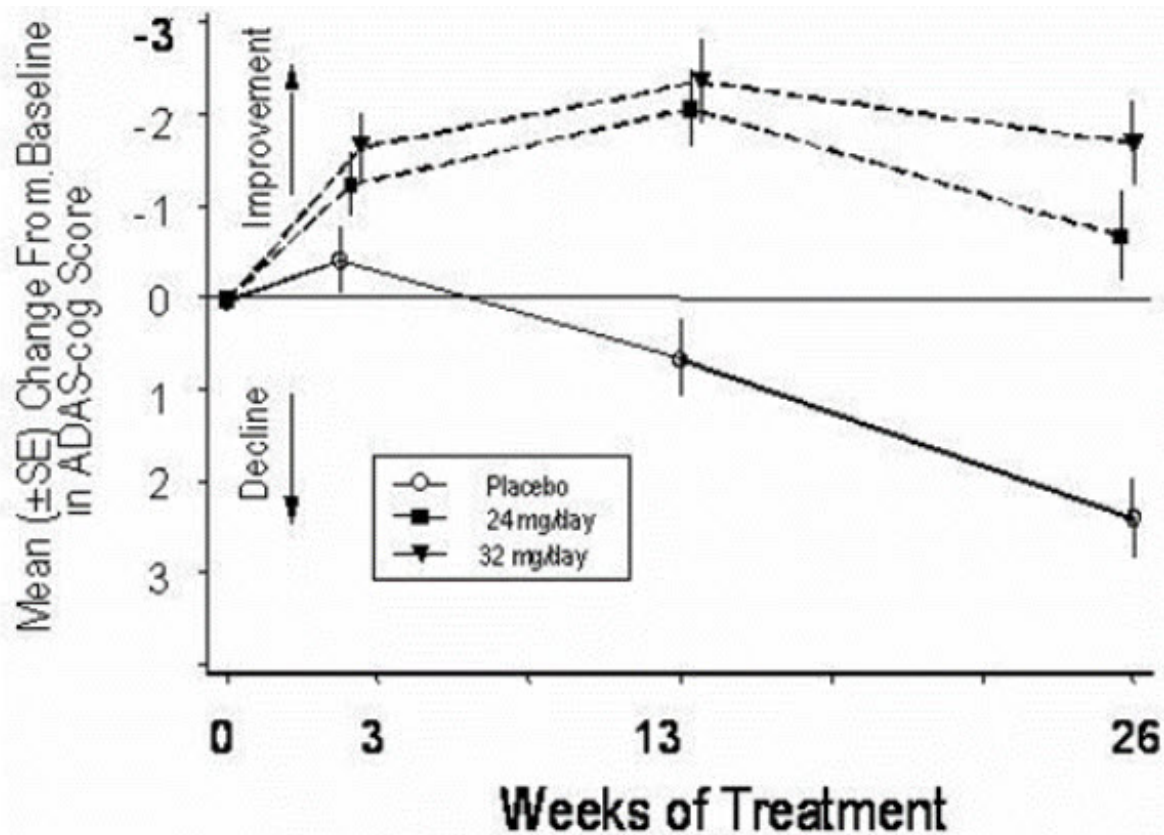 Mean (±SE) Change From Baseline
in ADAS-cog Score
-3
-2
-1
0
1
2
3
Improvement
Decline
Placebo
24 mg/day
32 mg/day
0 3 13 26
Weeks of Treatment